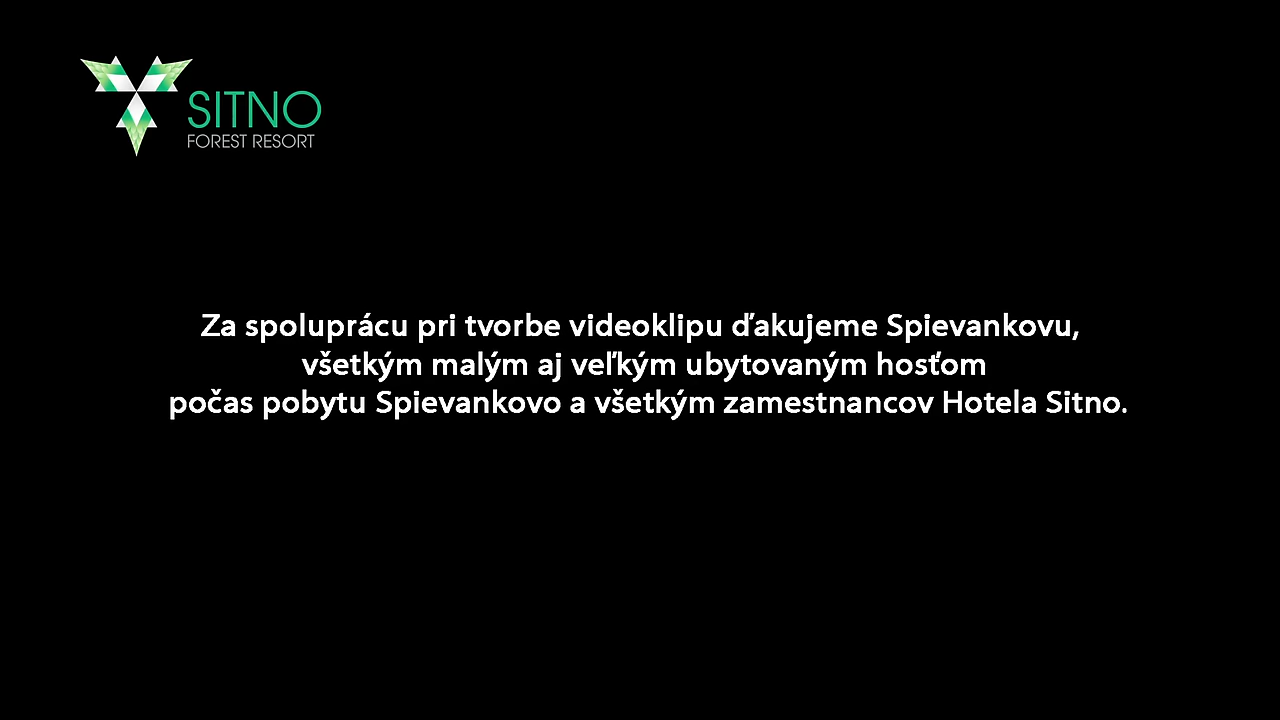 SITNO
FOREST RESORT
Za spoluprácu pri tvorbe videoklipu ďakujeme Spievankovu,
všetkým malým aj veľkým ubytovaným hosťom
počas pobytu Spievankovo a všetkým zamestnancov Hotela Sitno.